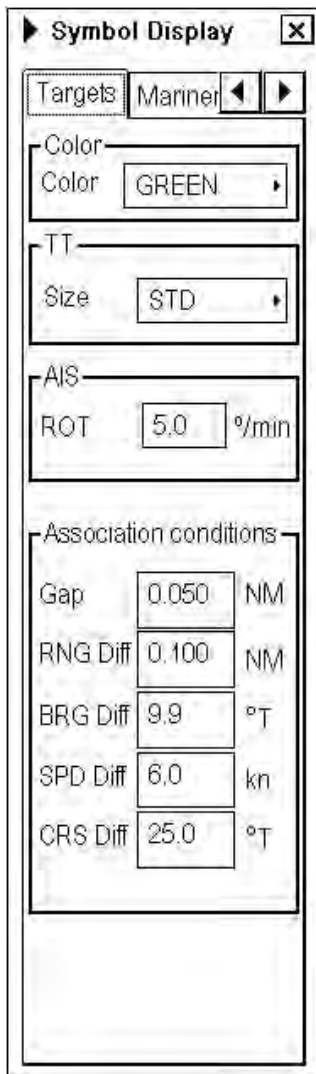 Symbol Display
Targets Mariner
Color
Color GREEN
TT
Size STD
AIS
ROT 5.0 °/min
Association conditions
Gap 0.050 NM
RNG Diff 0.100 NM
BRG Diff 9.9 °T
SPD Diff 6.0 kn
CRS Diff 25.0 °T